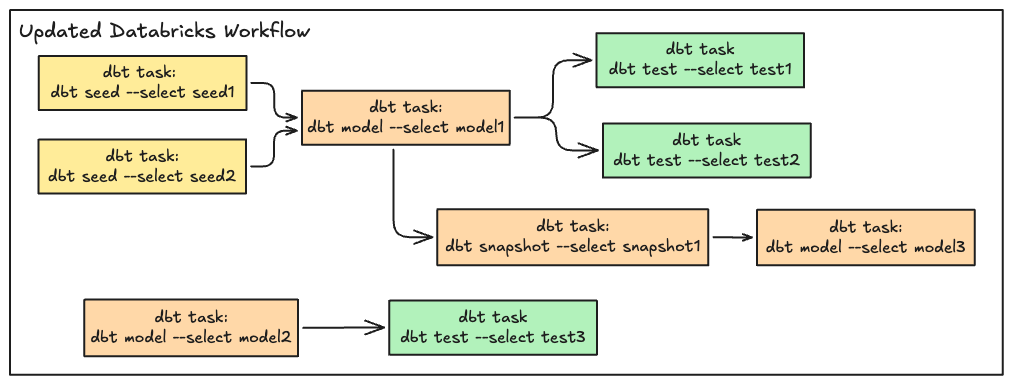 Updated Databricks Workflow
dbt task:
dbt seed --select seed1
dbt task:
dbt seed --select seed2
dbt task:
dbt model --select model1
dbt task
dbt test --select test1
dbt task
dbt test --select test2
dbt task:
dbt snapshot --select snapshot1
dbt task:
dbt model --select model3
dbt task:
dbt model --select model2
dbt task
dbt test --select test3